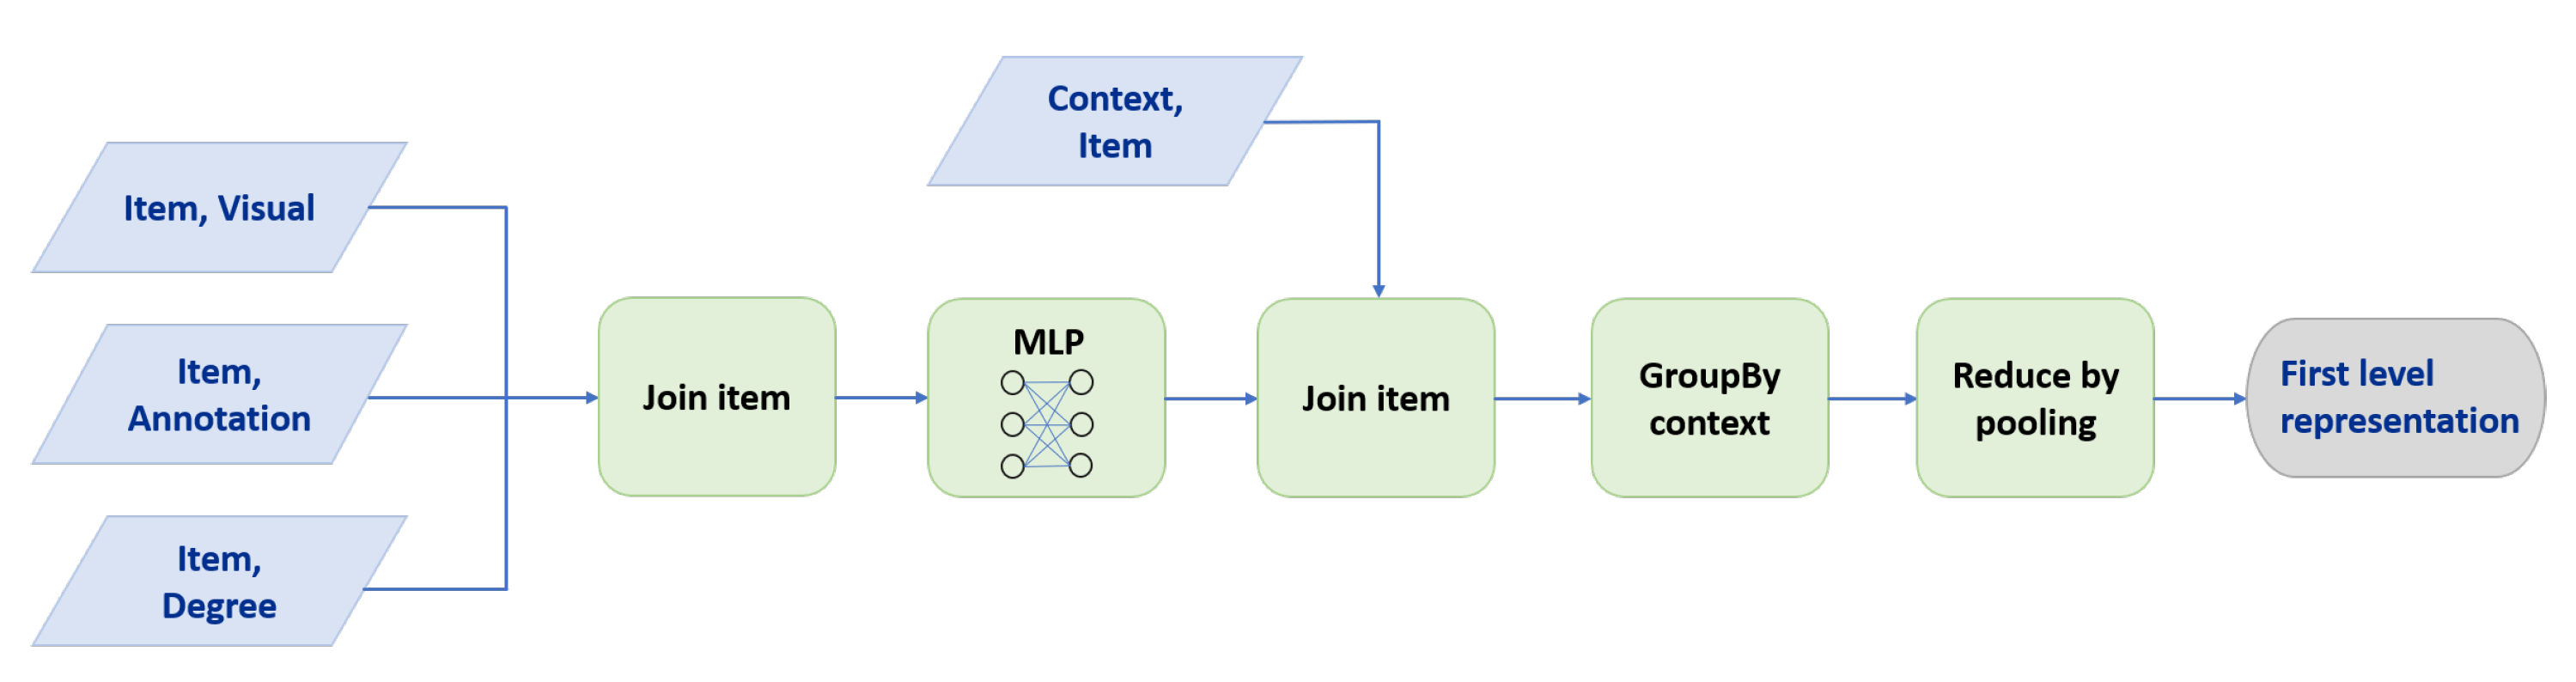 Context,
Item
Item, Visual
Item,
Annotation
Item,
Degree
Join item
MLP
Join item
GroupBy
context
Reduce by
pooling
First level
representation